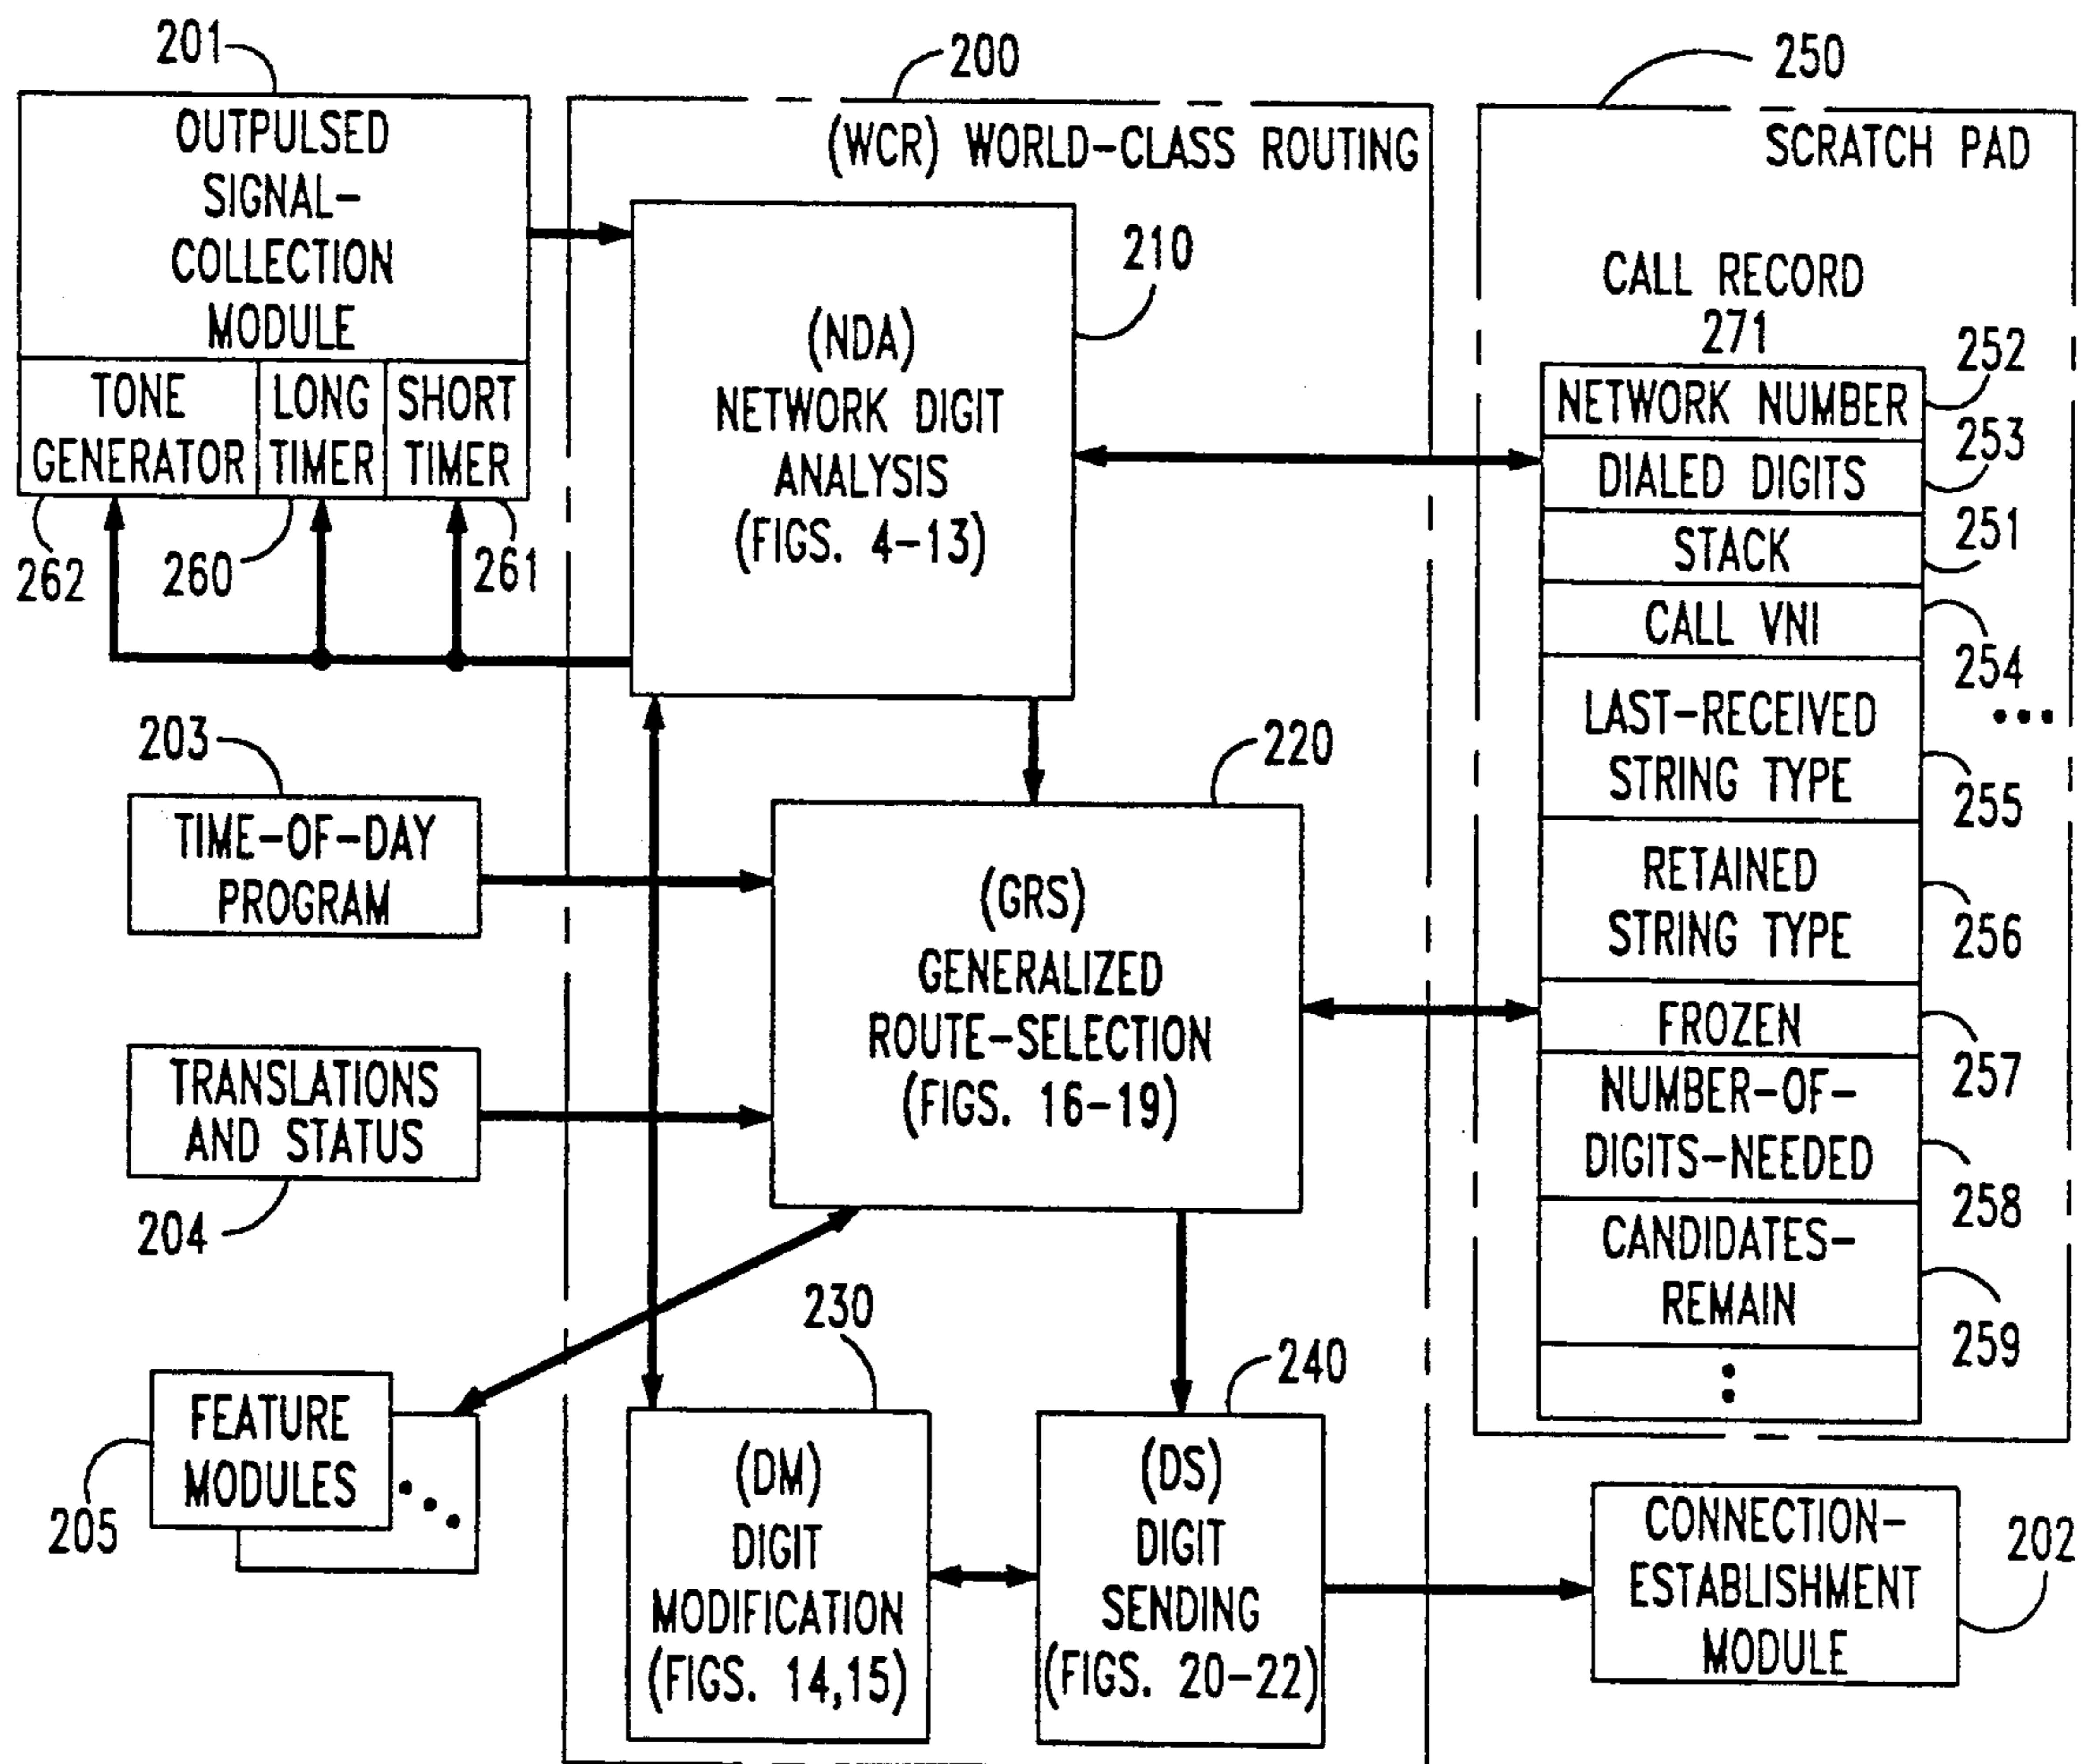 201
OUTPULSED
SIGNAL-
COLLECTION
MODULE
TONE
GENERATOR
LONG
TIMER
SHORT
TIMER
262
260
261
200
(WCR) WORLD-CLASS ROUTING
210
(NDA)
NETWORK DIGIT
ANALYSIS
(FIGS. 4-13)
250
SCRATCH PAD
CALL RECORD
271
252
NETWORK NUMBER
253
DIALED DIGITS
251
STACK
CALL VNI
254
...
LAST-RECEIVED
STRING TYPE
255
RETAINED
STRING TYPE
256
FROZEN
257
NUMBER-OF-
DIGITS-NEEDED
258
CANDIDATES-
REMAIN
259
203
TIME-OF-DAY
PROGRAM
220
(GRS)
GENERALIZED
ROUTE-SELECTION
(FIGS. 16-19)
TRANSLATIONS
AND STATUS
204
FEATURE
MODULES
205
230
(DM)
DIGIT
MODIFICATION
(FIGS. 14,15)
240
(DS)
DIGIT
SENDING
(FIGS. 20-22)
CONNECTION-
ESTABLISHMENT
MODULE
202